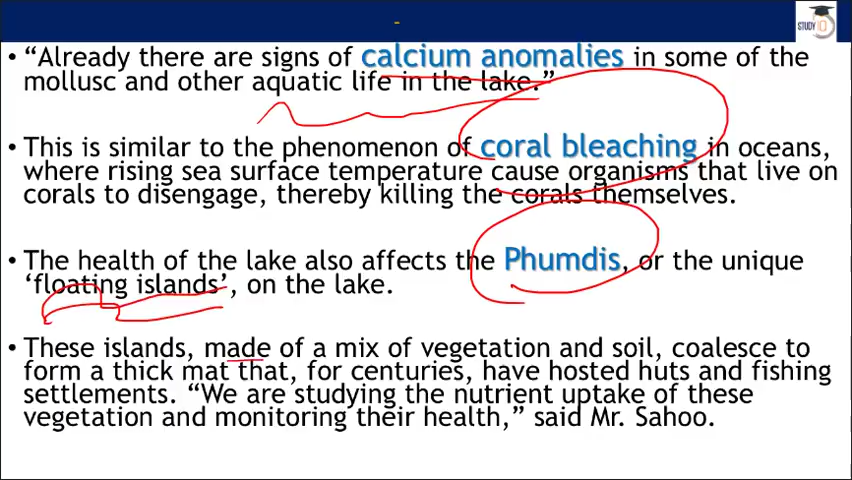 -
STUDY IQ
• “Already there are signs of calcium anomalies in some of the
mollusc and other aquatic life in the lake.”
• This is similar to the phenomenon of coral bleaching in oceans,
where rising sea surface temperature cause organisms that live on
corals to disengage, thereby killing the corals themselves.
• The health of the lake also affects the Phumdis, or the unique
‘floating islands’, on the lake.
• These islands, made of a mix of vegetation and soil, coalesce to
form a thick mat that, for centuries, have hosted huts and fishing
settlements. “We are studying the nutrient uptake of these
vegetation and monitoring their health,” said Mr. Sahoo.